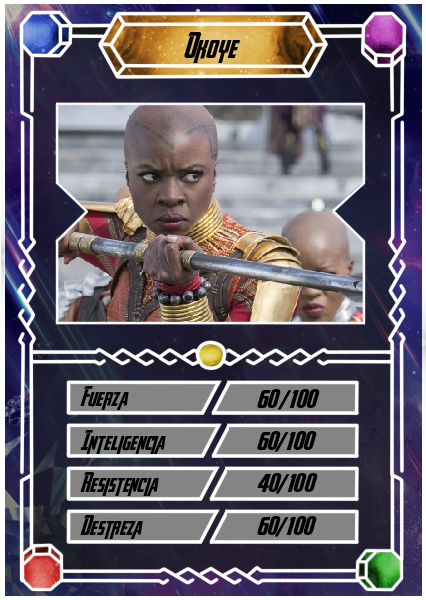 Okoye
Fuerza 60/100
Inteligencia 60/100
Resistencia 40/100
Destreza 60/100